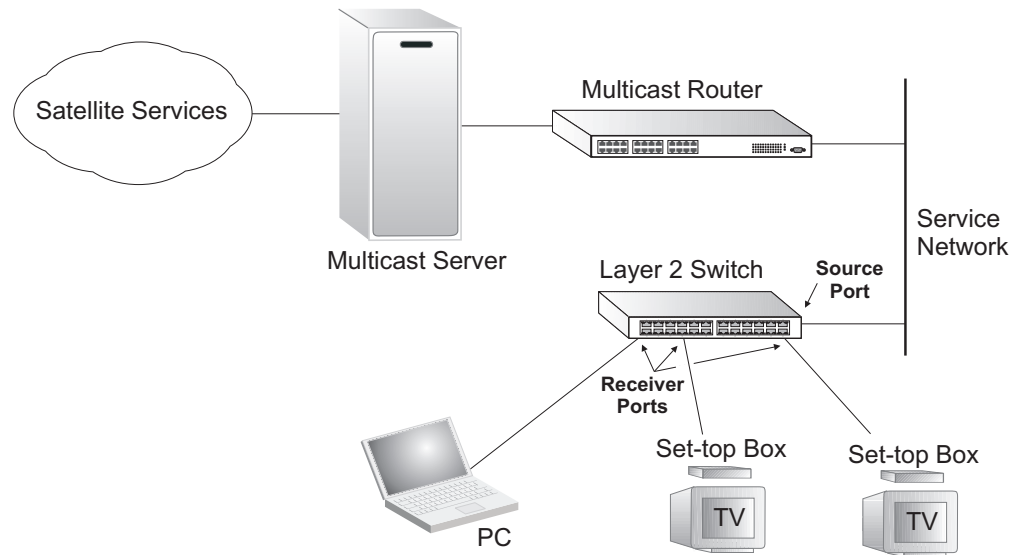 Satellite Services
Multicast Router
Multicast Server
Service
Network
Layer 2 Switch
Source
Port
Receiver
Ports
Set-top Box
Set-top Box
TV
TV
PC